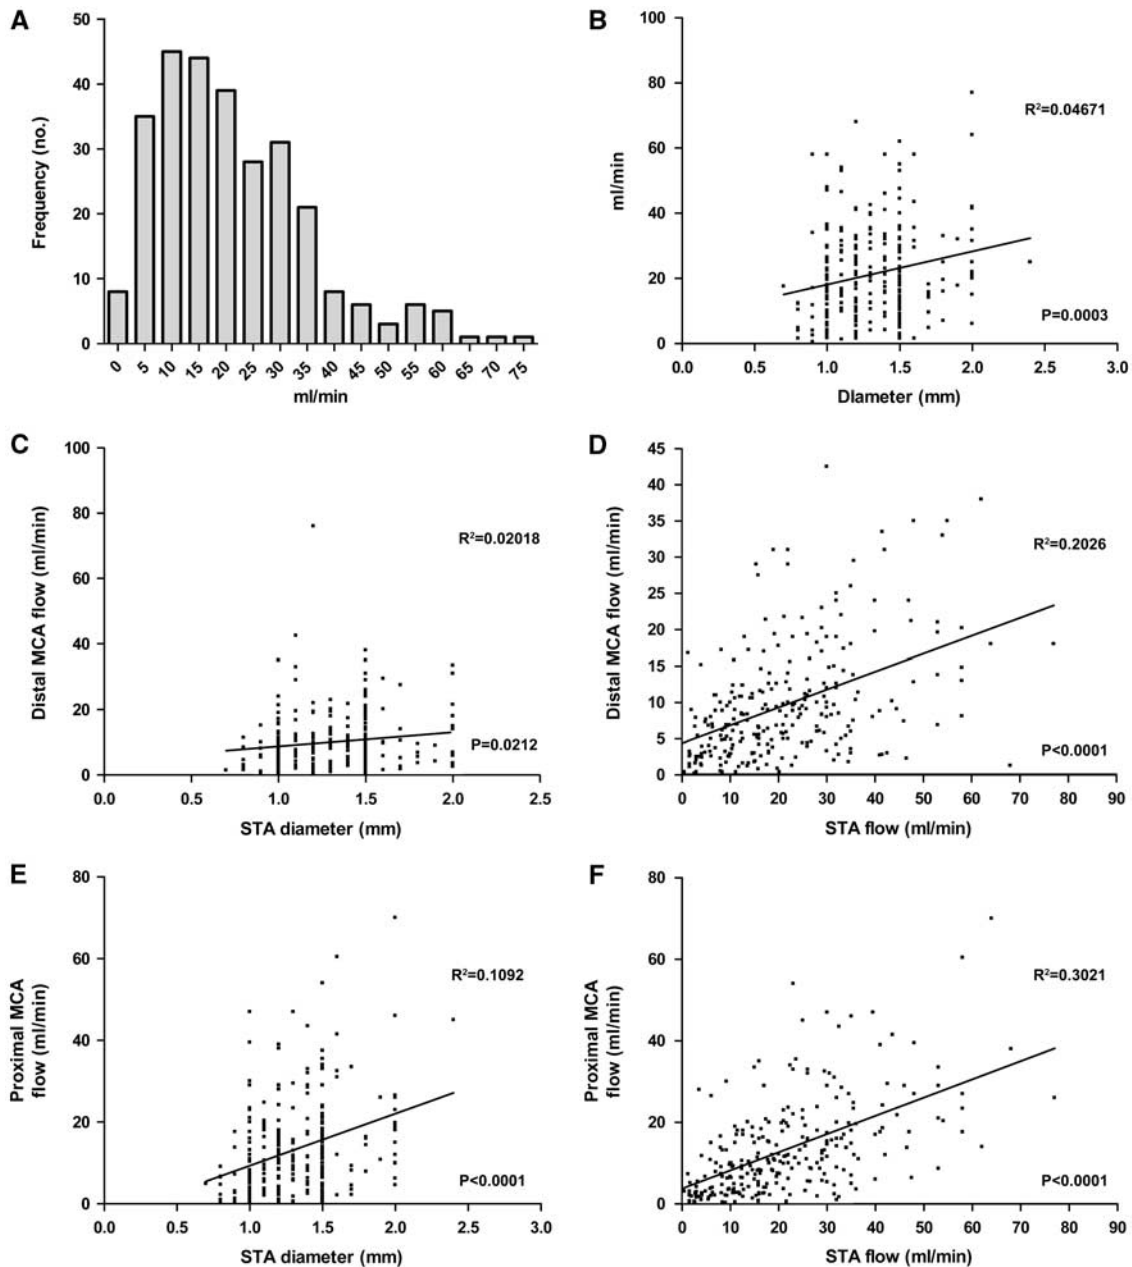 A
50
40
30
20
10
0
Frequency (no.)
0 5 10 15 20 25 30 35 40 45 50 55 60 65 70 75
ml/min
B
100
80
60
40
20
0
ml/min
R²=0.04671
P=0.0003
0.0 0.5 1.0 1.5 2.0 2.5 3.0
DIameter (mm)
C
100
80
60
40
20
0
Distal MCA flow (ml/min)
R²=0.02018
P=0.0212
0.0 0.5 1.0 1.5 2.0 2.5
STA diameter (mm)
D
45
40
35
30
25
20
15
10
5
0
Distal MCA flow (ml/min)
R²=0.2026
P<0.0001
0 10 20 30 40 50 60 70 80 90
STA flow (ml/min)
E
80
60
40
20
0
Proximal MCA
flow (ml/min)
R²=0.1092
P<0.0001
0.0 0.5 1.0 1.5 2.0 2.5 3.0
STA diameter (mm)
F
80
60
40
20
0
Proximal MCA
flow (ml/min)
R²=0.3021
P<0.0001
0 10 20 30 40 50 60 70 80 90
STA flow (ml/min)